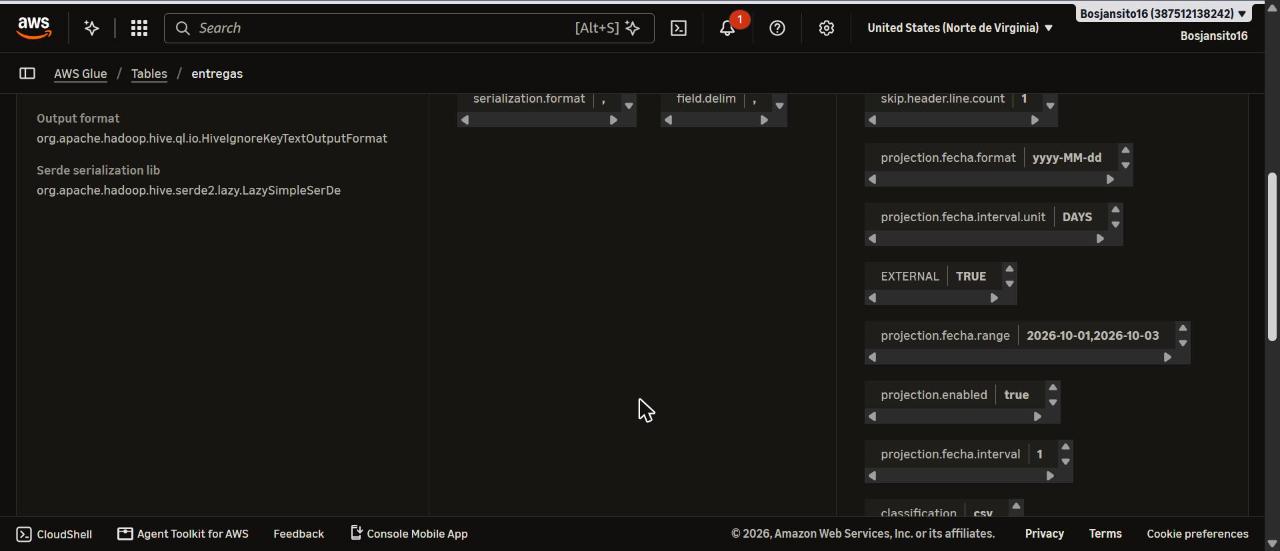 Bosjansito16 (387512138242) ▼
aws
Search
[Alt+S]
1
United States (Norte de Virginia) ▼
Bosjansito16
AWS Glue / Tables / entregas
Output format
org.apache.hadoop.hive.ql.io.HiveIgnoreKeyTextOutputFormat
Serde serialization lib
org.apache.hadoop.hive.serde2.lazy.LazySimpleSerDe
serialization.format ,
field.delim ,
skip.header.line.count 1
projection.fecha.format yyyy-MM-dd
projection.fecha.interval.unit DAYS
EXTERNAL TRUE
projection.fecha.range 2026-10-01,2026-10-03
projection.enabled true
projection.fecha.interval 1
classification csv
CloudShell
Agent Toolkit for AWS
Feedback
Console Mobile App
© 2026, Amazon Web Services, Inc. or its affiliates.
Privacy
Terms
Cookie preferences